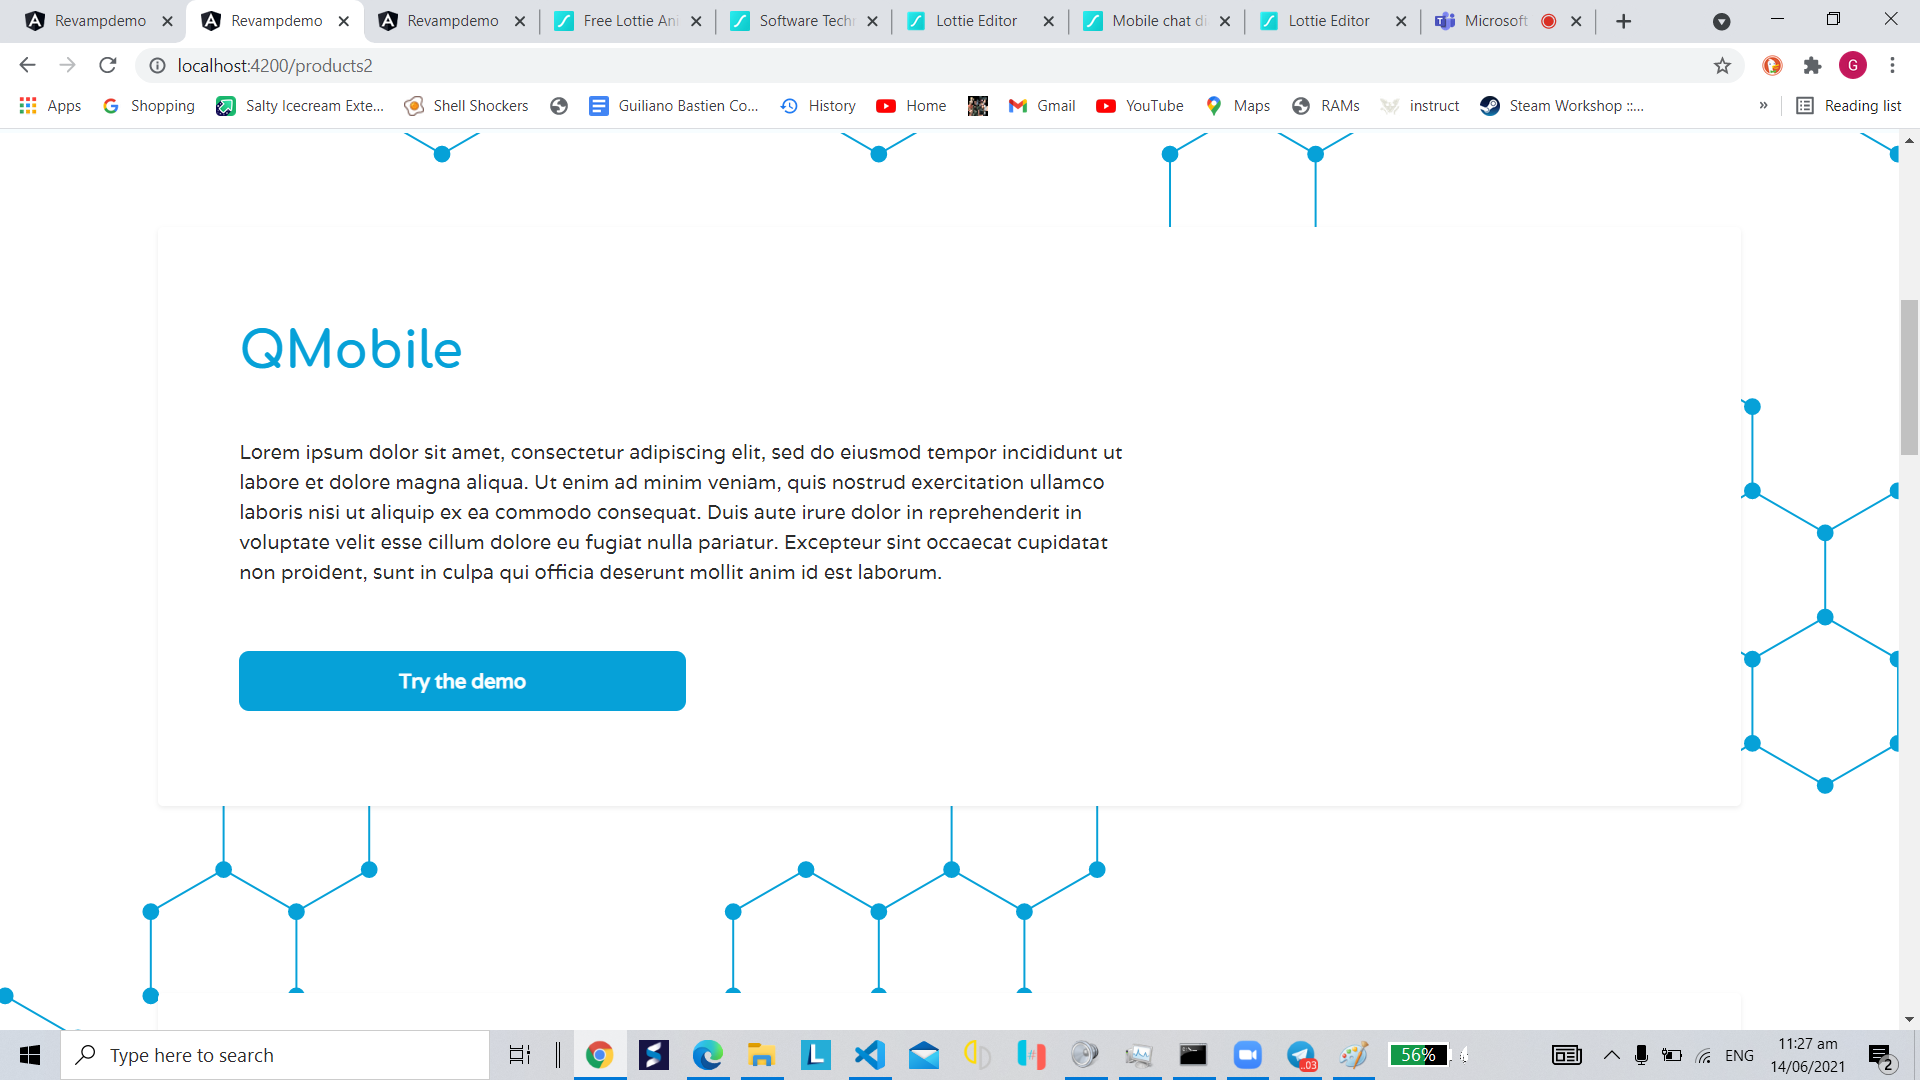 Revampdemo
Revampdemo
Revampdemo
Free Lottie Ani
Software Techn
Lottie Editor
Mobile chat di
Lottie Editor
Microsoft
localhost:4200/products2
G
Apps
Shopping
Salty Icecream Exte...
Shell Shockers
Guiliano Bastien Co...
History
Home
Gmail
YouTube
Maps
RAMs
instruct
Steam Workshop ::...
»
Reading list
QMobile
Lorem ipsum dolor sit amet, consectetur adipiscing elit, sed do eiusmod tempor incididunt ut
labore et dolore magna aliqua. Ut enim ad minim veniam, quis nostrud exercitation ullamco
laboris nisi ut aliquip ex ea commodo consequat. Duis aute irure dolor in reprehenderit in
voluptate velit esse cillum dolore eu fugiat nulla pariatur. Excepteur sint occaecat cupidatat
non proident, sunt in culpa qui officia deserunt mollit anim id est laborum.
Try the demo
Type here to search
..03
56%
ENG
11:27 am
14/06/2021
2